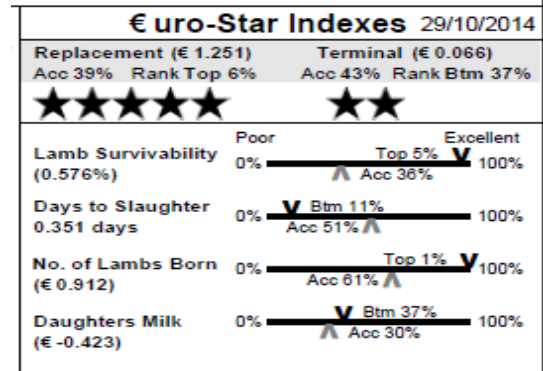 € uro-Star Indexes 29/10/2014
Replacement (€ 1.251) Terminal (€ 0.066)
Acc 39% Rank Top 6% Acc 43% Rank Btm 37%
Poor Excellent
Lamb Survivability 0% Top 5% 100%
(0.576%) Acc 36%
Days to Slaughter 0% Btm 11% 100%
0.351 days Acc 51%
No. of Lambs Born 0% Top 1% 100%
(€ 0.912) Acc 61%
Daughters Milk 0% Btm 37% 100%
(€ -0.423) Acc 30%